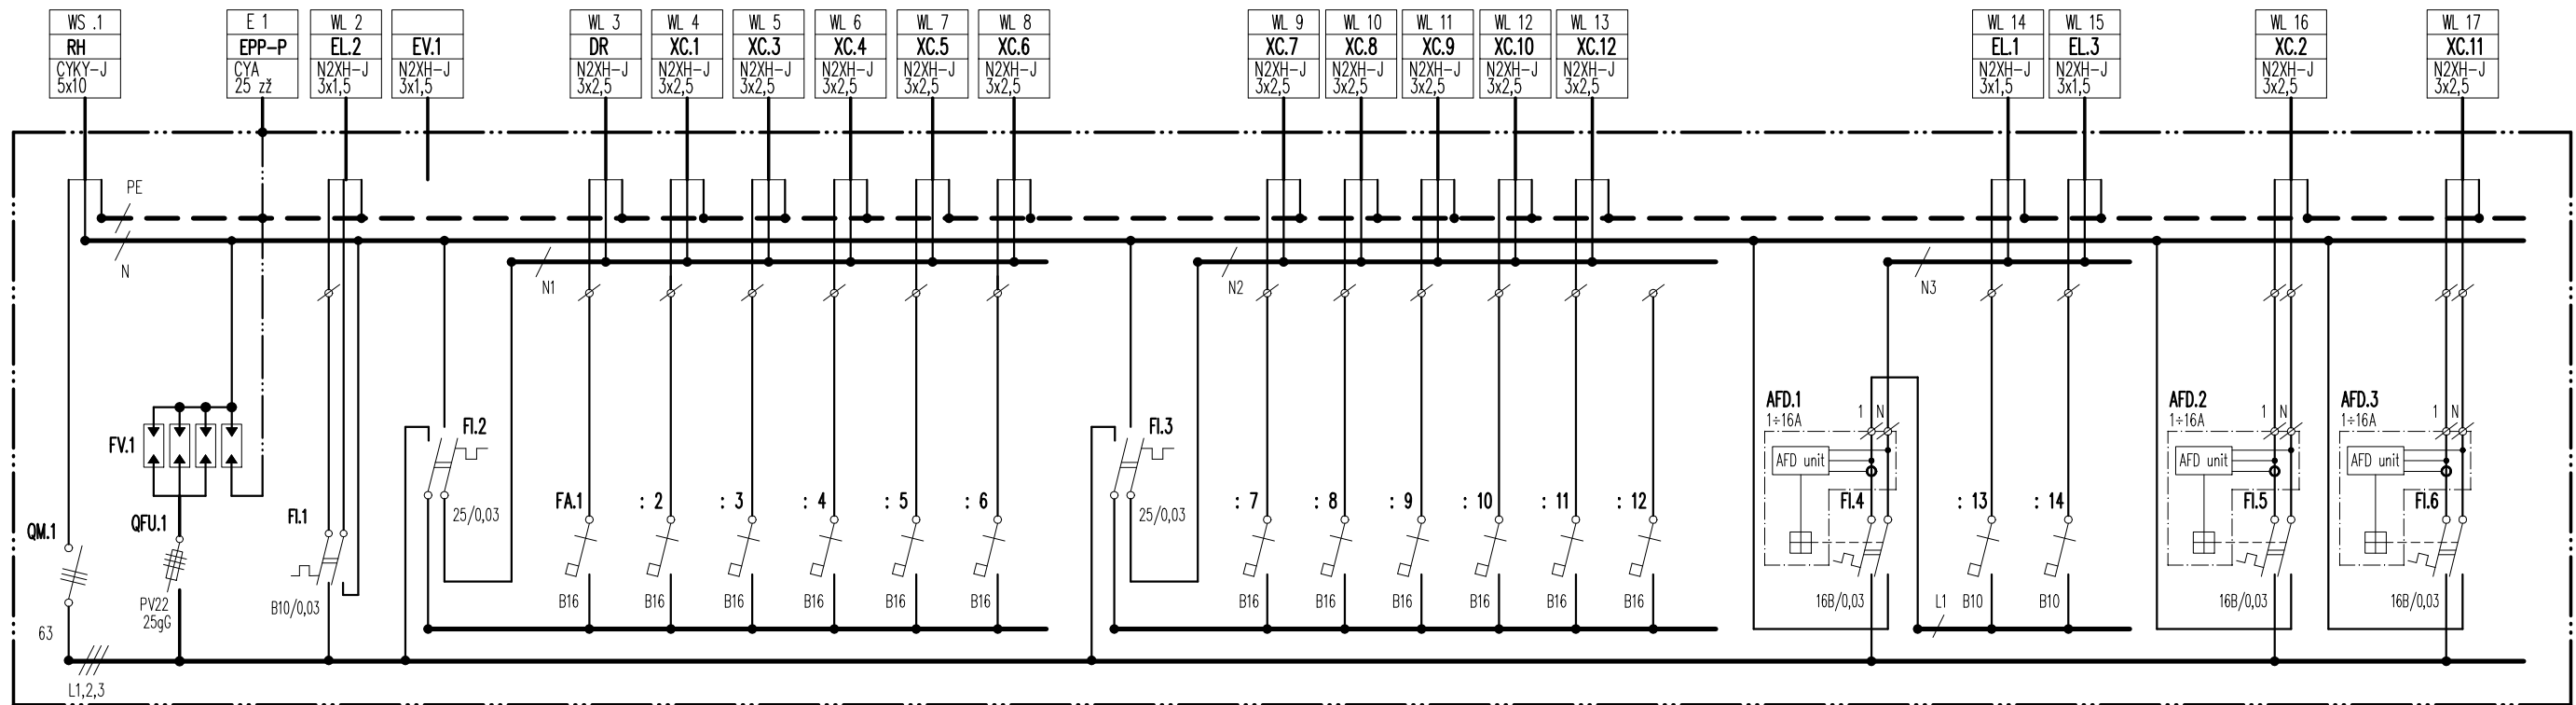 WS .1
RH
CYKY-J
5x10
E 1
EPP-P
CYA
25 zž
WL 2
EL.2
N2XH-J
3x1,5
EV.1
N2XH-J
3x1,5
WL 3
DR
N2XH-J
3x2,5
WL 4
XC.1
N2XH-J
3x2,5
WL 5
XC.3
N2XH-J
3x2,5
WL 6
XC.4
N2XH-J
3x2,5
WL 7
XC.5
N2XH-J
3x2,5
WL 8
XC.6
N2XH-J
3x2,5
WL 9
XC.7
N2XH-J
3x2,5
WL 10
XC.8
N2XH-J
3x2,5
WL 11
XC.9
N2XH-J
3x2,5
WL 12
XC.10
N2XH-J
3x2,5
WL 13
XC.12
N2XH-J
3x2,5
WL 14
EL.1
N2XH-J
3x1,5
WL 15
EL.3
N2XH-J
3x1,5
WL 16
XC.2
N2XH-J
3x2,5
WL 17
XC.11
N2XH-J
3x2,5
PE
N
N1
N2
N3
QM.1
63
L1,2,3
FV.1
QFU.1
PV22
25gG
FI.1
B10/0,03
FI.2
25/0,03
FA.1
B16
: 2
B16
: 3
B16
: 4
B16
: 5
B16
: 6
B16
FI.3
25/0,03
: 7
B16
: 8
B16
: 9
B16
: 10
B16
: 11
B16
: 12
B16
AFD.1
1÷16A
1 N
AFD unit
FI.4
16B/0,03
L1
: 13
B10
: 14
B10
AFD.2
1÷16A
1 N
AFD unit
FI.5
16B/0,03
AFD.3
1÷16A
1 N
AFD unit
FI.6
16B/0,03